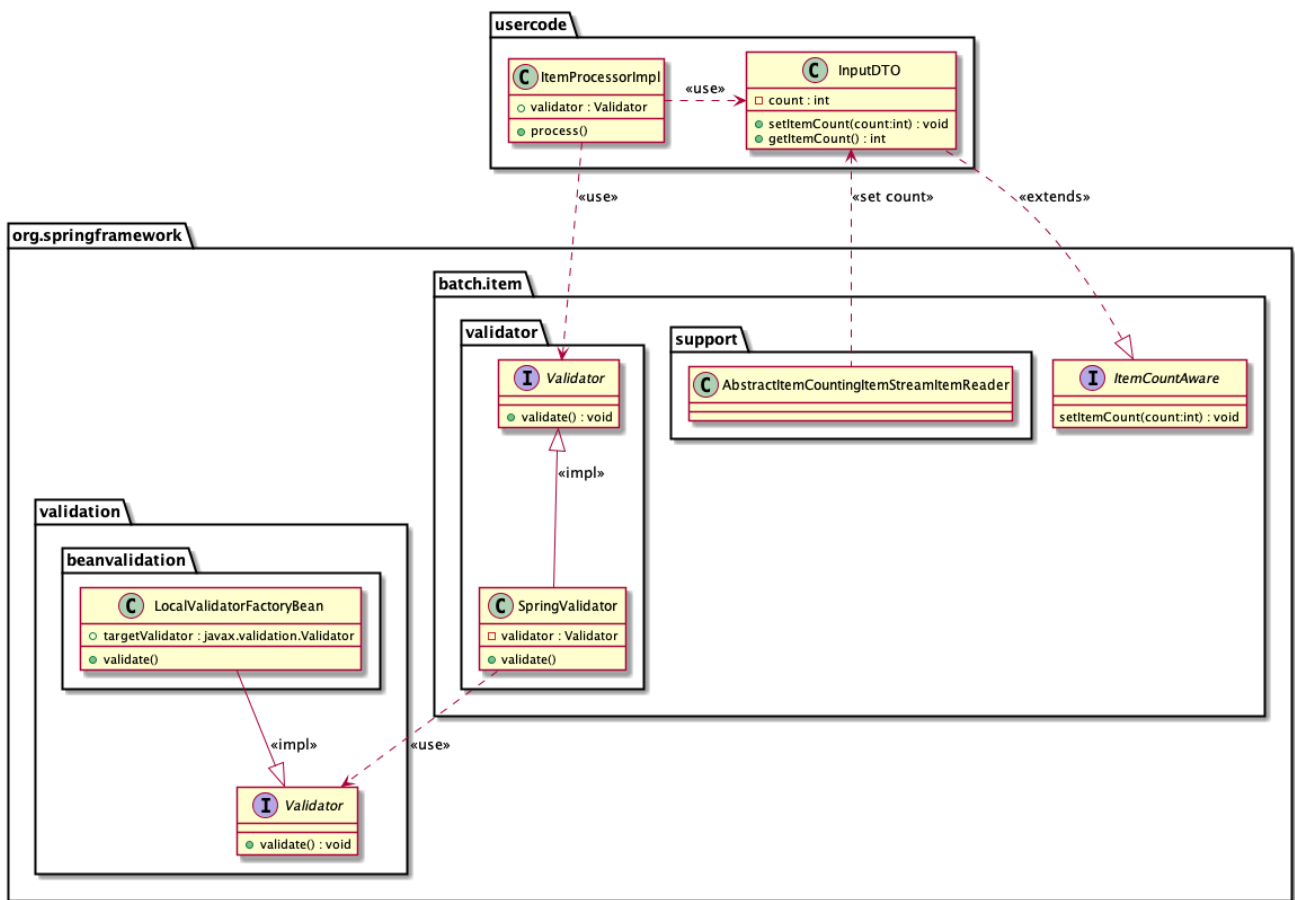 usercode
C ItemProcessorImpl
validator : Validator
process()
«use»
C InputDTO
count : int
setItemCount(count:int) : void
getItemCount() : int
«use»
«set count»
«extends»
org.springframework
batch.item
validator
I Validator
validate() : void
«impl»
C SpringValidator
validator : Validator
validate()
support
C AbstractItemCountingItemStreamItemReader
I ItemCountAware
setItemCount(count:int) : void
validation
beanvalidation
C LocalValidatorFactoryBean
targetValidator : javax.validation.Validator
validate()
«impl»
«use»
I Validator
validate() : void